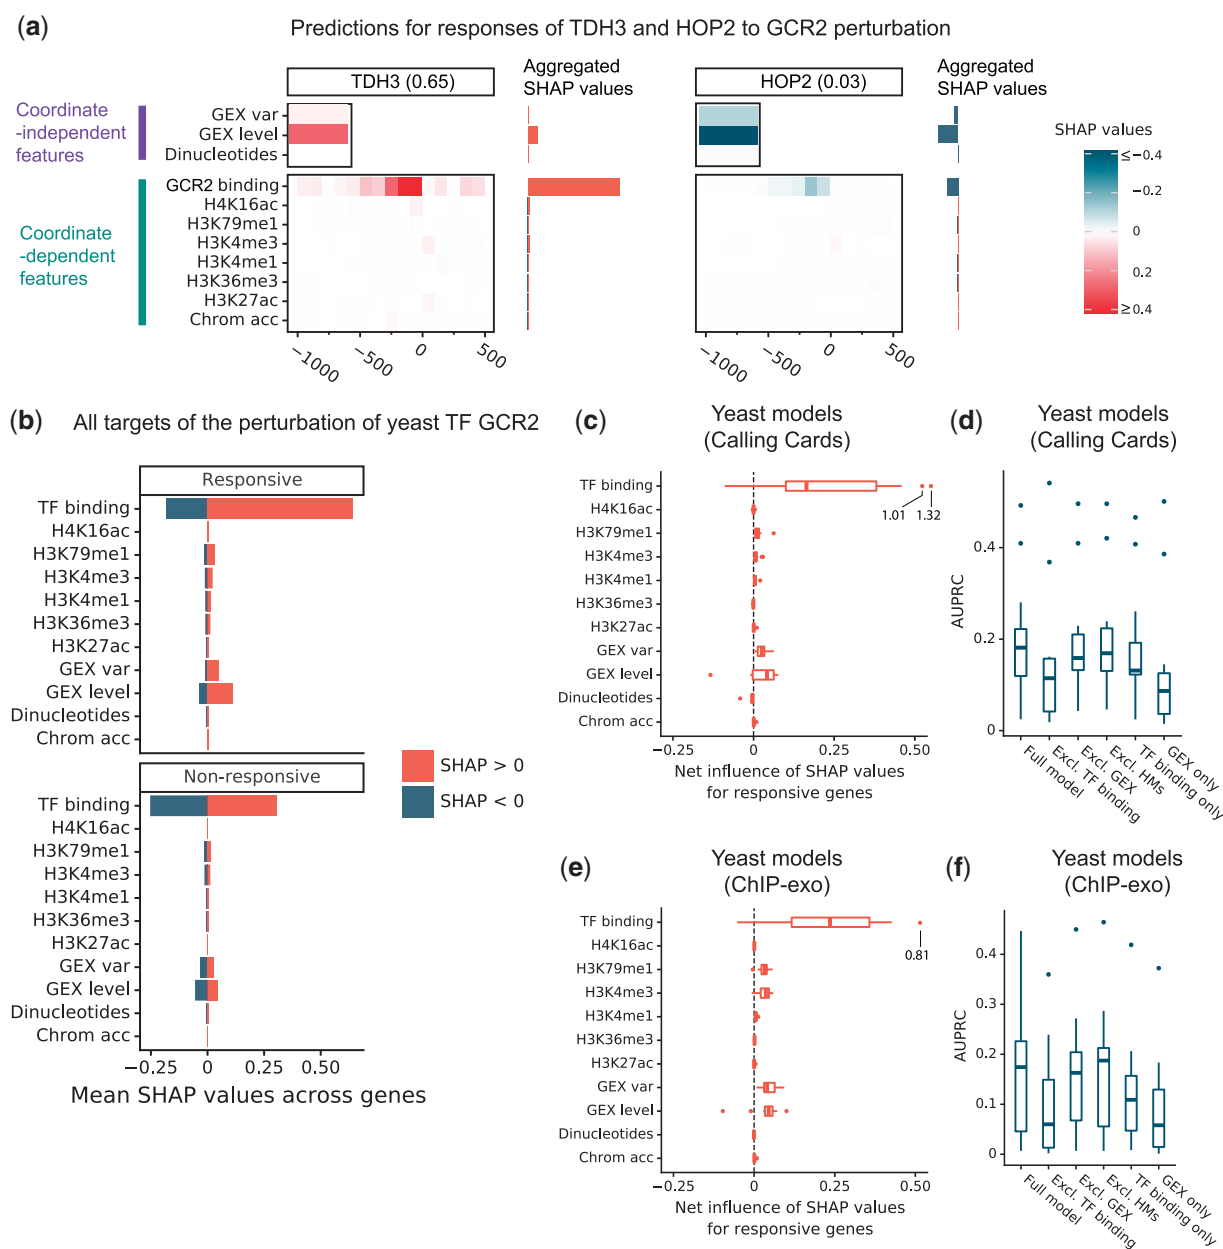 (a)
Predictions for responses of TDH3 and HOP2 to GCR2 perturbation
TDH3 (0.65)
Aggregated
SHAP values
HOP2 (0.03)
Aggregated
SHAP values
Coordinate
-independent
features
GEX var
GEX level
Dinucleotides
Coordinate
-dependent
features
GCR2 binding
H4K16ac
H3K79me1
H3K4me3
H3K4me1
H3K36me3
H3K27ac
Chrom acc
−1000
−500
0
500
−1000
−500
0
500
SHAP values
≤−0.4
−0.2
0
0.2
≥0.4
(b)
All targets of the perturbation of yeast TF GCR2
Responsive
TF binding
H4K16ac
H3K79me1
H3K4me3
H3K4me1
H3K36me3
H3K27ac
GEX var
GEX level
Dinucleotides
Chrom acc
Non-responsive
TF binding
H4K16ac
H3K79me1
H3K4me3
H3K4me1
H3K36me3
H3K27ac
GEX var
GEX level
Dinucleotides
Chrom acc
−0.25
0
0.25
0.50
Mean SHAP values across genes
SHAP > 0
SHAP < 0
(c)
Yeast models
(Calling Cards)
TF binding
H4K16ac
H3K79me1
H3K4me3
H3K4me1
H3K36me3
H3K27ac
GEX var
GEX level
Dinucleotides
Chrom acc
1.01
1.32
−0.25
0
0.25
0.50
Net influence of SHAP values
for responsive genes
(d)
Yeast models
(Calling Cards)
AUPRC
0.4
0.2
0
Full model
Excl. TF binding
Excl. GEX
Excl. HMs
TF binding only
GEX only
(e)
Yeast models
(ChIP-exo)
TF binding
H4K16ac
H3K79me1
H3K4me3
H3K4me1
H3K36me3
H3K27ac
GEX var
GEX level
Dinucleotides
Chrom acc
0.81
−0.25
0
0.25
0.50
Net influence of SHAP values
for responsive genes
(f)
Yeast models
(ChIP-exo)
AUPRC
0.4
0.3
0.2
0.1
0
Full model
Excl. TF binding
Excl. GEX
Excl. HMs
TF binding only
GEX only